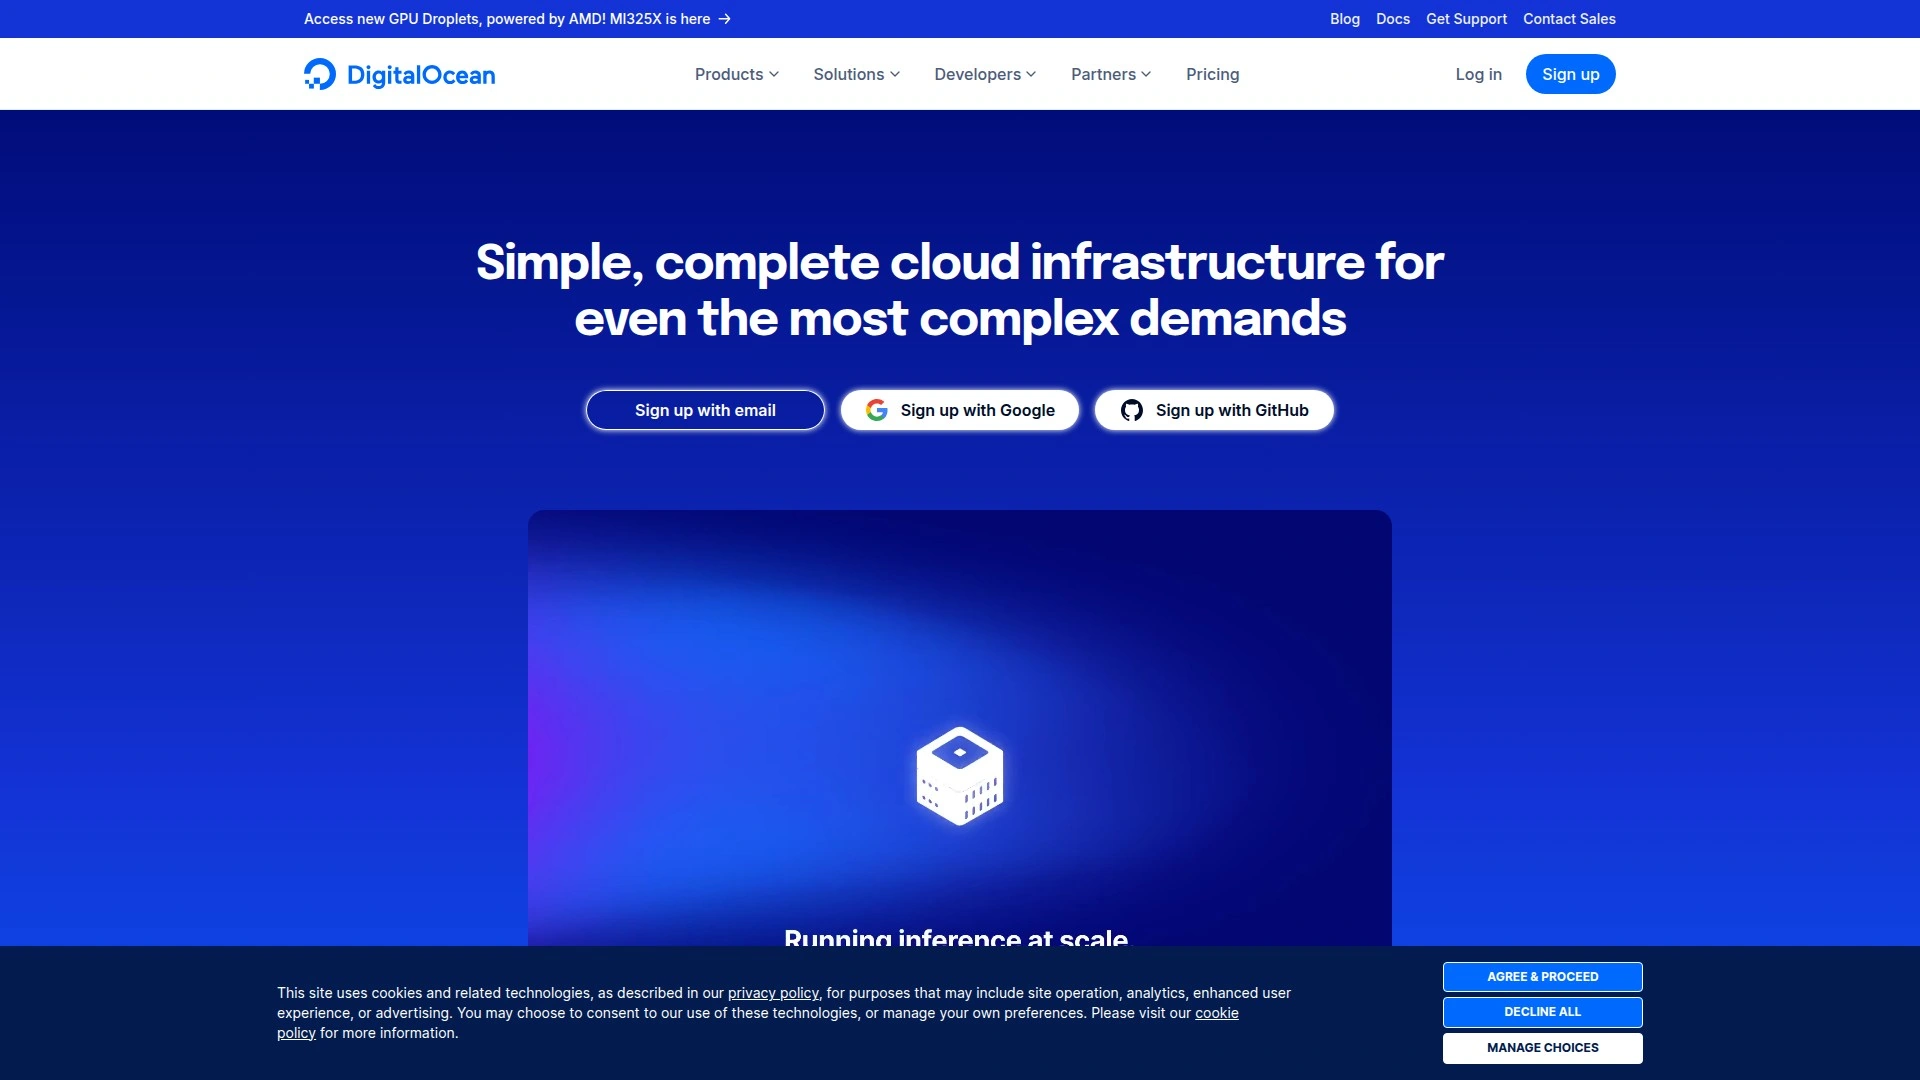 Access new GPU Droplets, powered by AMD! MI325X is here →
Blog Docs Get Support Contact Sales
DigitalOcean
Products Solutions Developers Partners Pricing
Log in Sign up
Simple, complete cloud infrastructure for
even the most complex demands
Sign up with email
Sign up with Google
Sign up with GitHub
Running inference at scale
This site uses cookies and related technologies, as described in our privacy policy, for purposes that may include site operation, analytics, enhanced user
experience, or advertising. You may choose to consent to our use of these technologies, or manage your own preferences. Please visit our cookie
policy for more information.
AGREE & PROCEED
DECLINE ALL
MANAGE CHOICES